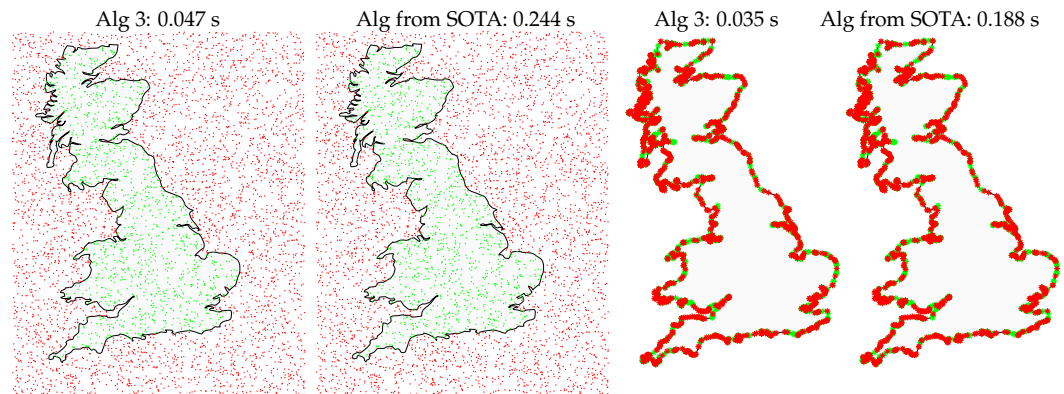 Alg 3: 0.047 s
Alg from SOTA: 0.244 s
Alg 3: 0.035 s
Alg from SOTA: 0.188 s